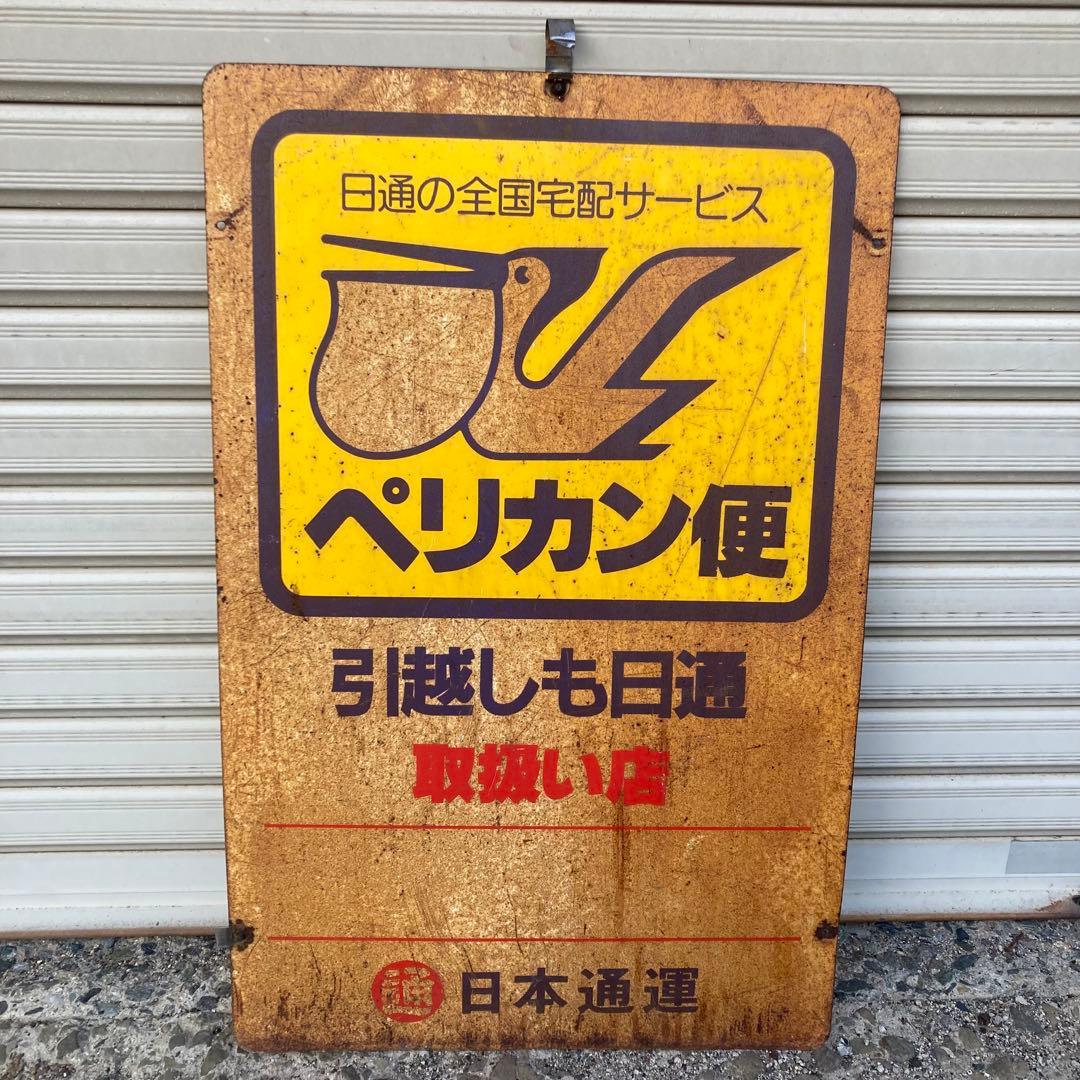 日通の全国宅配サービス
ペリカン便
引越しも日通
取扱い店
通 日本通運